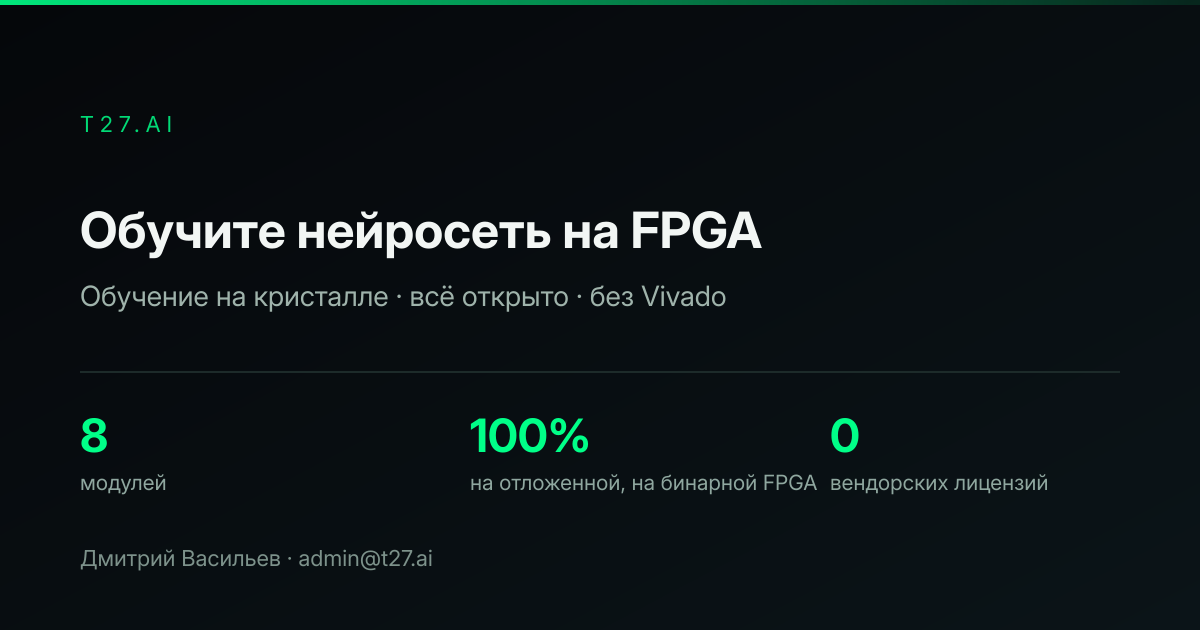 T27.AI
Обучите нейросеть на FPGA
Обучение на кристалле · всё открыто · без Vivado
8
модулей
100%
на отложенной, на бинарной FPGA
0
вендорских лицензий
Дмитрий Васильев · admin@t27.ai